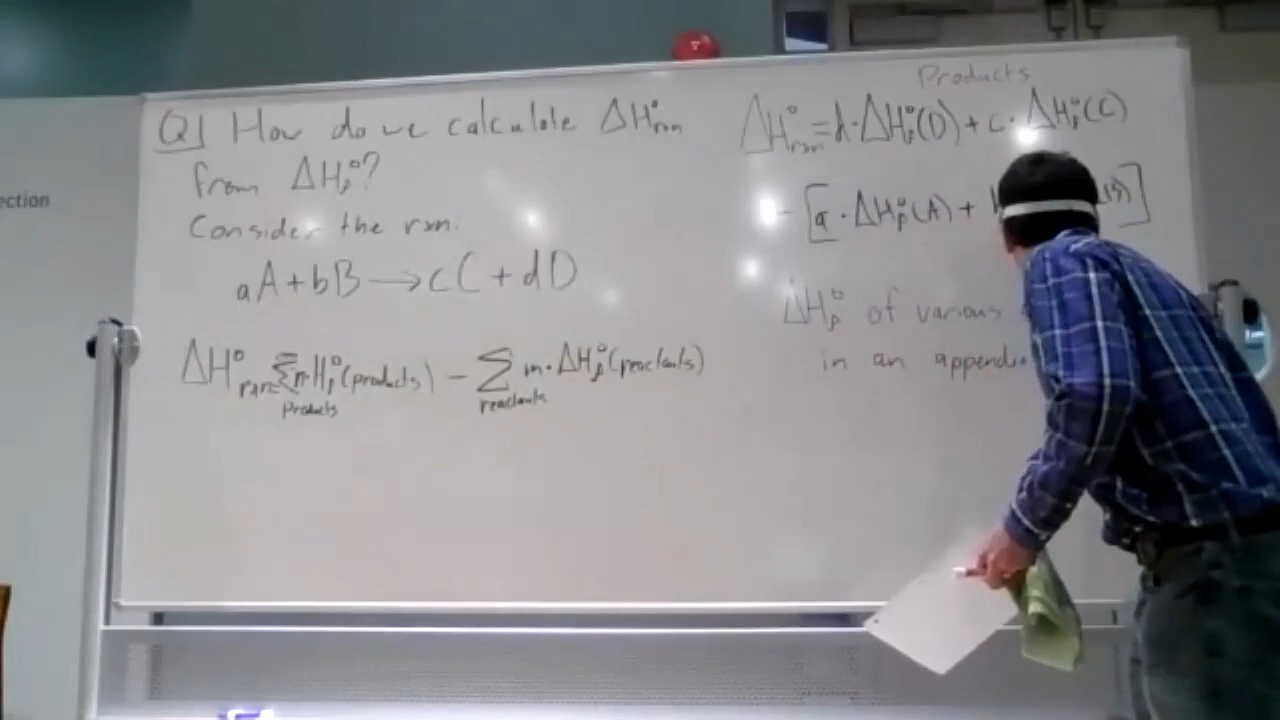 ection
Q1 How do we calculate ΔH°rxn
from ΔH°f?
Consider the rxn.
aA + bB → cC + dD
ΔH°rxn = Σ n·H°f (products) − Σ m·ΔH°f (reactants)
products reactants
Products
ΔH°rxn = d·ΔH°f(D) + c·ΔH°f(C)
− [a·ΔH°f(A) + (B)]
ΔH°f of various
in an